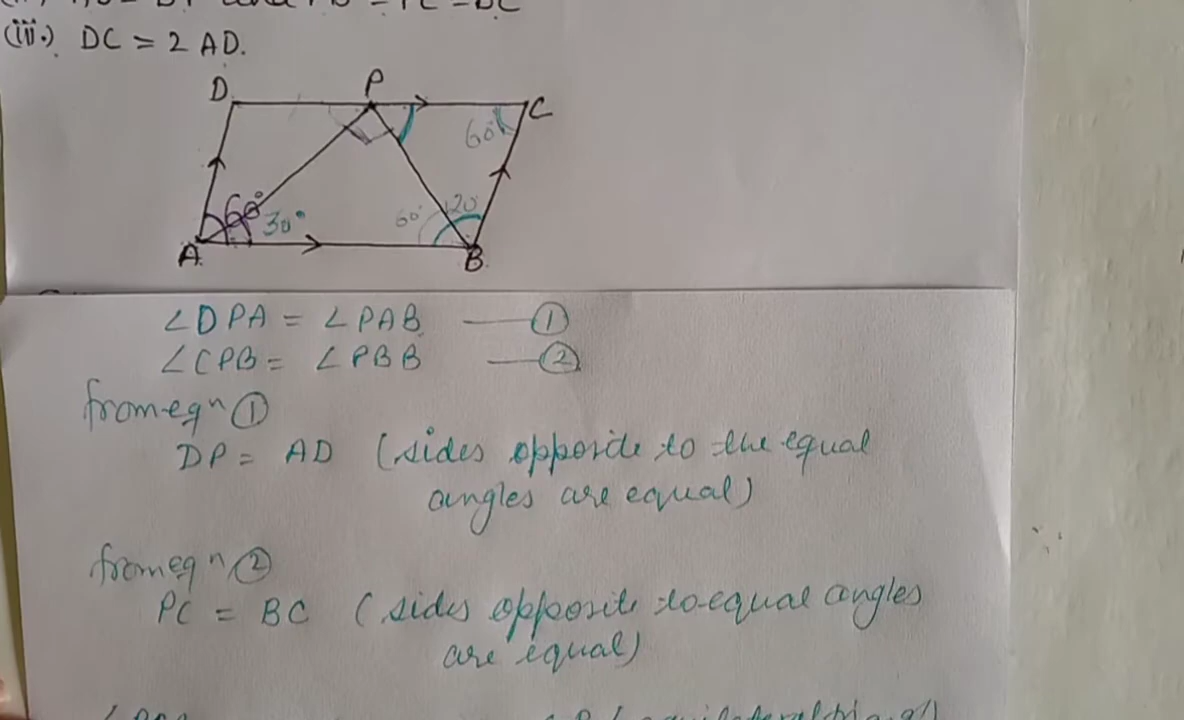 PC = BC
(iii.) DC = 2 AD.
D P C
60°
60° 30° 60° 120°
A B
∠DPA = ∠PAB —— ①
∠CPB = ∠PBB —— ②
from eqⁿ ①
DP = AD (sides opposite to the equal
angles are equal)
from eqⁿ ②
PC = BC (sides opposite to equal angles
are equal)